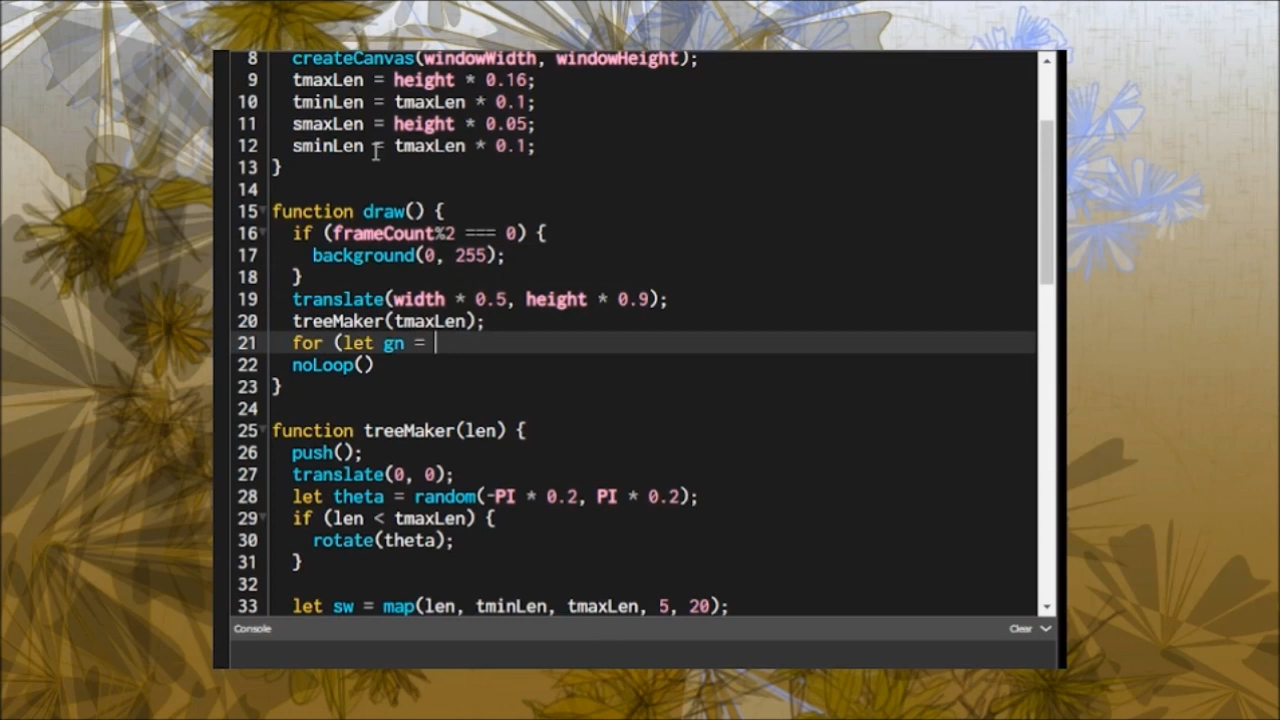 8 createCanvas(windowWidth, windowHeight);
9 tmaxLen = height * 0.16;
10 tminLen = tmaxLen * 0.1;
11 smaxLen = height * 0.05;
12 sminLen = tmaxLen * 0.1;
13 }
14
15 function draw() {
16 if (frameCount%2 === 0) {
17 background(0, 255);
18 }
19 translate(width * 0.5, height * 0.9);
20 treeMaker(tmaxLen);
21 for (let gn =
22 noLoop()
23 }
24
25 function treeMaker(len) {
26 push();
27 translate(0, 0);
28 let theta = random(-PI * 0.2, PI * 0.2);
29 if (len < tmaxLen) {
30 rotate(theta);
31 }
32
33 let sw = map(len, tminLen, tmaxLen, 5, 20);
Console Clear